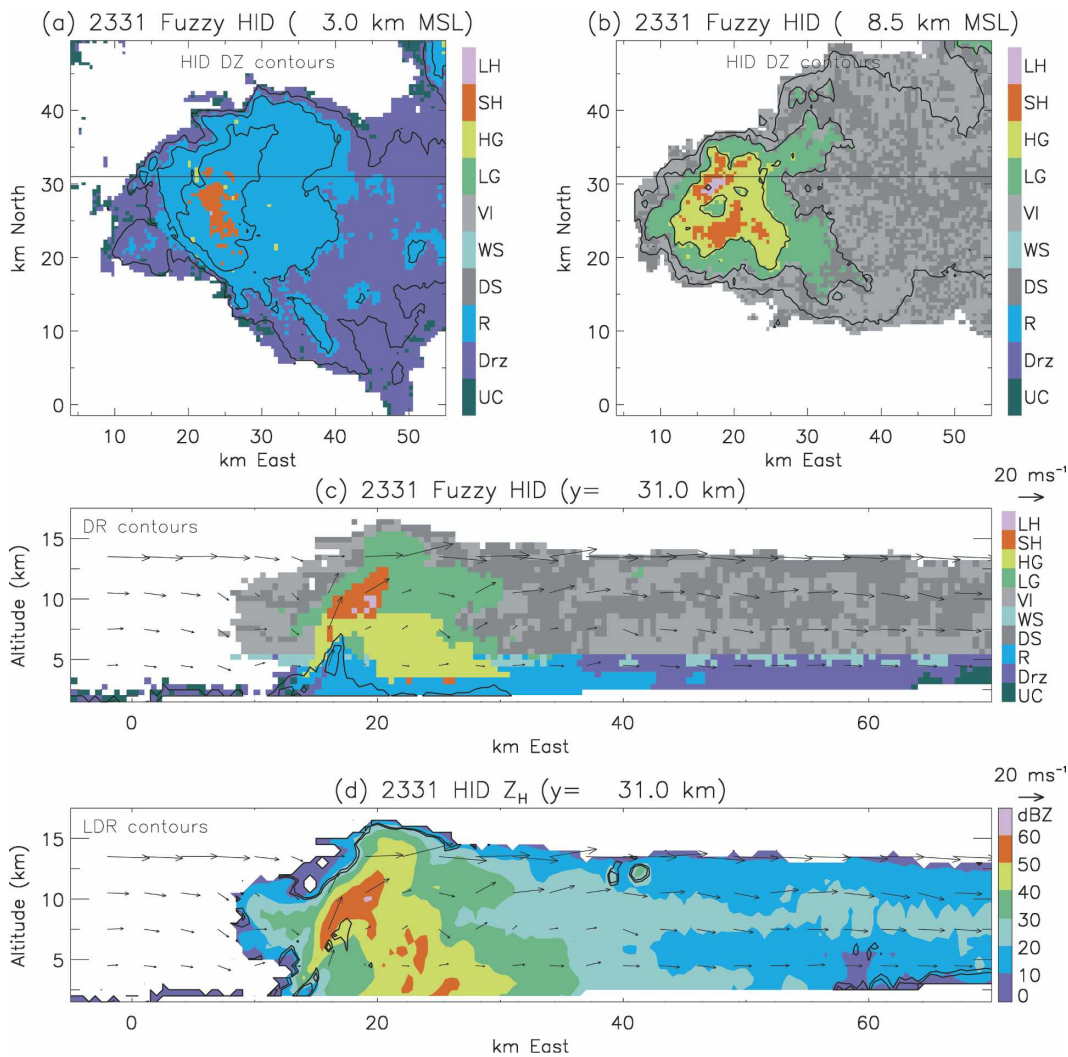 (a) 2331 Fuzzy HID ( 3.0 km MSL)
HID DZ contours
km North
40
30
20
10
0
10 20 30 40 50
km East
LH
SH
HG
LG
VI
WS
DS
R
Drz
UC
(b) 2331 Fuzzy HID ( 8.5 km MSL)
HID DZ contours
km North
40
30
20
10
0
10 20 30 40 50
km East
LH
SH
HG
LG
VI
WS
DS
R
Drz
UC
(c) 2331 Fuzzy HID (y= 31.0 km)
20 ms⁻¹
DR contours
Altitude (km)
15
10
5
0 20 40 60
km East
LH
SH
HG
LG
VI
WS
DS
R
Drz
UC
(d) 2331 HID Z_H (y= 31.0 km)
20 ms⁻¹
LDR contours
Altitude (km)
15
10
5
0 20 40 60
km East
dBZ
60
50
40
30
20
10
0